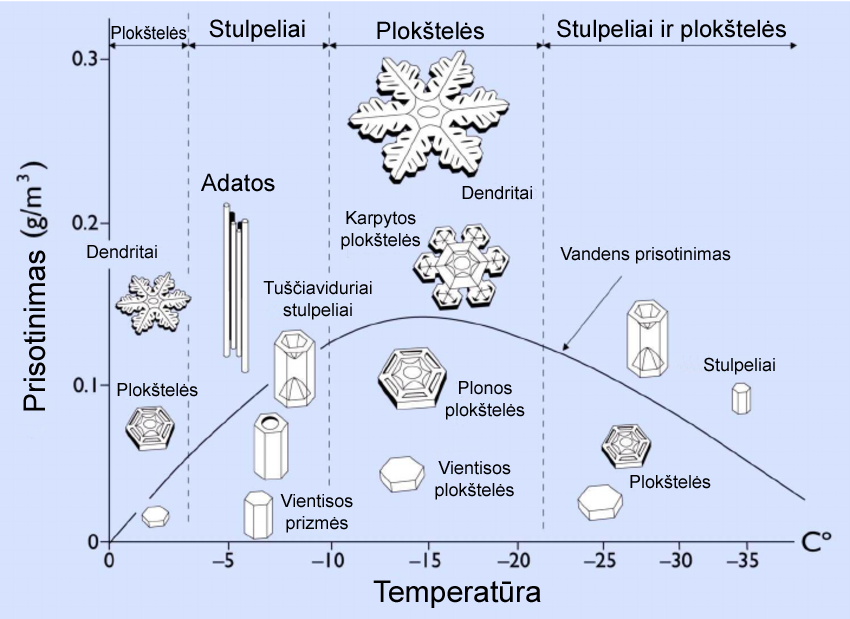 Plokštelės
Stulpeliai
Plokštelės
Stulpeliai ir plokštelės
0.3
Dendritai
Adatos
Karpytos
plokštelės
0.2
Dendritai
Vandens prisotinimas
Tuščiaviduriai
stulpeliai
Prisotinimas (g/m³)
Stulpeliai
0.1
Plokštelės
Plonos
plokštelės
Vientisos
plokštelės
Plokštelės
Vientisos
prizmės
0
C°
0 −5 −10 −15 −20 −25 −30 −35
Temperatūra